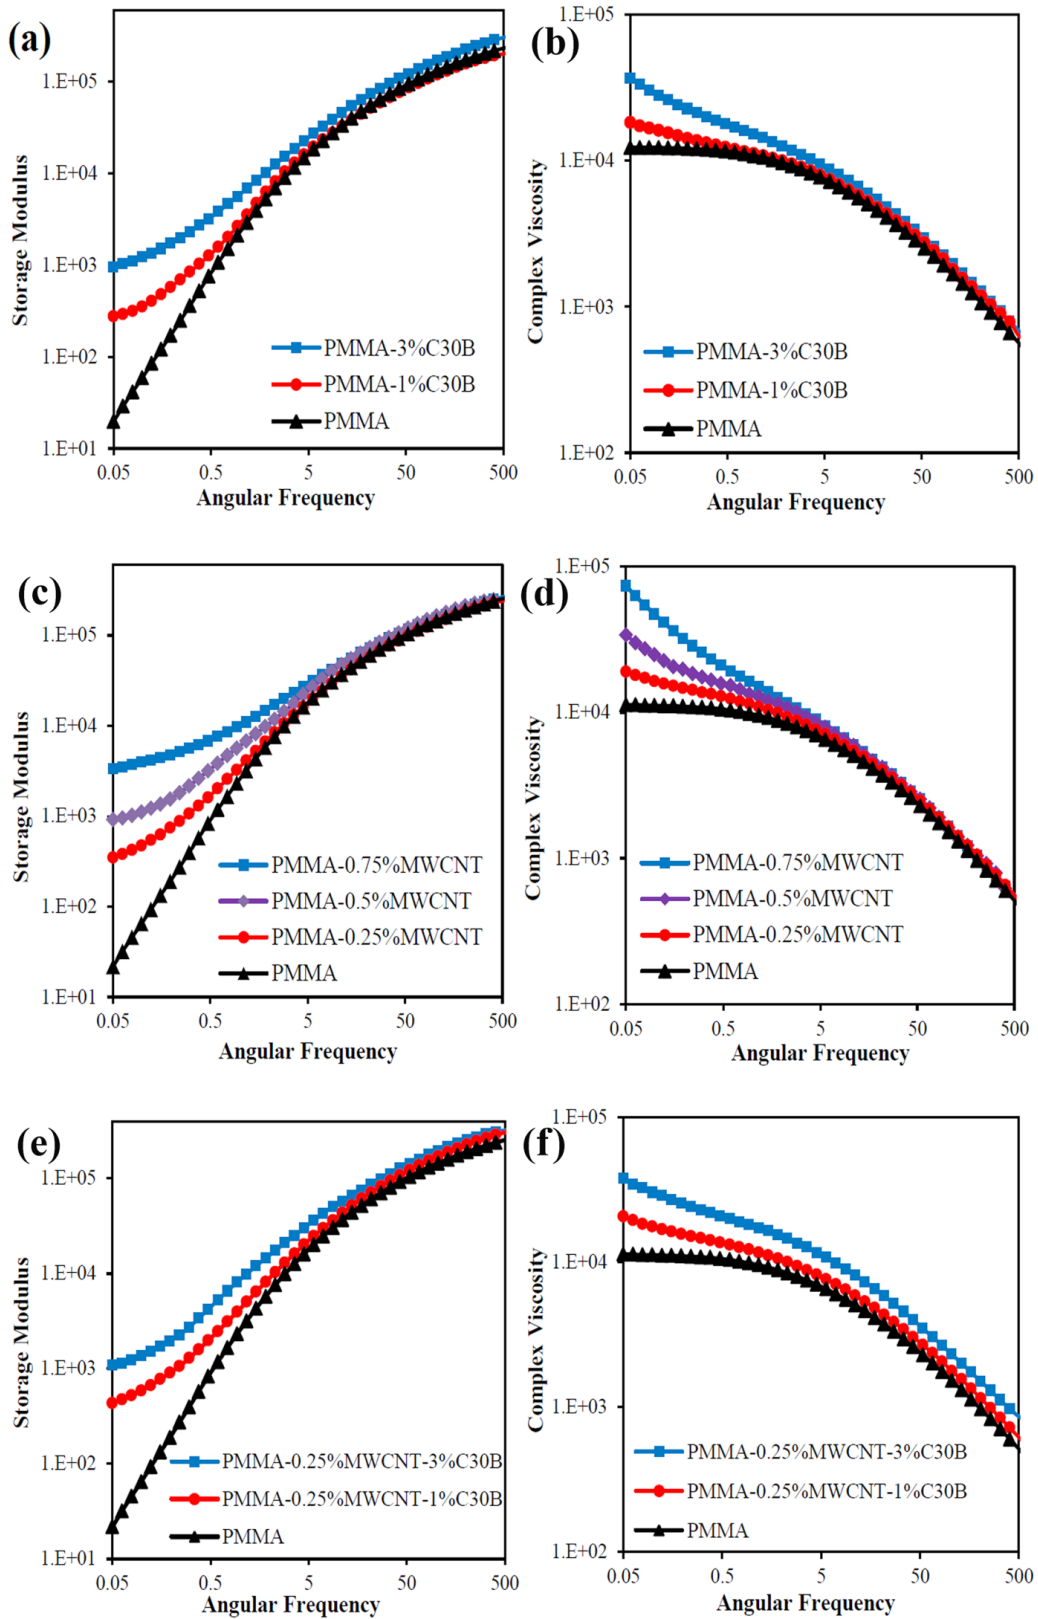 (a)
Storage Modulus
1.E+05
1.E+04
1.E+03
1.E+02
1.E+01
PMMA-3%C30B
PMMA-1%C30B
PMMA
0.05 0.5 5 50 500
Angular Frequency
(b)
Complex Viscosity
1.E+05
1.E+04
1.E+03
1.E+02
PMMA-3%C30B
PMMA-1%C30B
PMMA
0.05 0.5 5 50 500
Angular Frequency
(c)
Storage Modulus
1.E+05
1.E+04
1.E+03
1.E+02
1.E+01
PMMA-0.75%MWCNT
PMMA-0.5%MWCNT
PMMA-0.25%MWCNT
PMMA
0.05 0.5 5 50 500
Angular Frequency
(d)
Complex Viscosity
1.E+05
1.E+04
1.E+03
1.E+02
PMMA-0.75%MWCNT
PMMA-0.5%MWCNT
PMMA-0.25%MWCNT
PMMA
0.05 0.5 5 50 500
Angular Frequency
(e)
Storage Modulus
1.E+05
1.E+04
1.E+03
1.E+02
1.E+01
PMMA-0.25%MWCNT-3%C30B
PMMA-0.25%MWCNT-1%C30B
PMMA
0.05 0.5 5 50 500
Angular Frequency
(f)
Complex Viscosity
1.E+05
1.E+04
1.E+03
1.E+02
PMMA-0.25%MWCNT-3%C30B
PMMA-0.25%MWCNT-1%C30B
PMMA
0.05 0.5 5 50 500
Angular Frequency